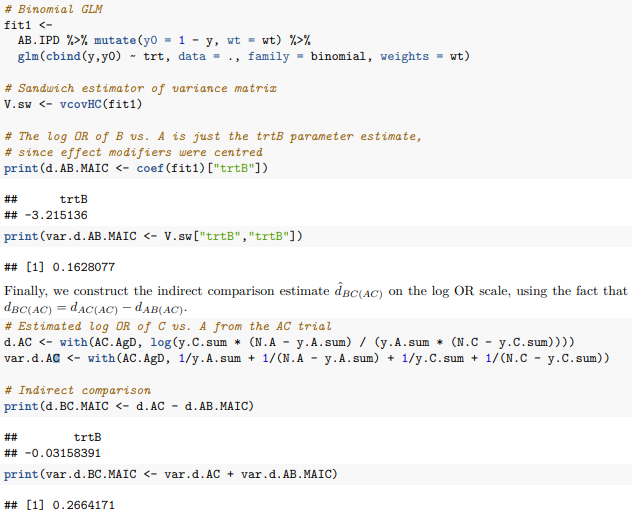 # Binomial GLM
fit1 <-
  AB.IPD %>% mutate(y0 = 1 - y, wt = wt) %>%
  glm(cbind(y,y0) ~ trt, data = ., family = binomial, weights = wt)
# Sandwich estimator of variance matrix
V.sw <- vcovHC(fit1)
# The log OR of B vs. A is just the trtB parameter estimate,
# since effect modifiers were centred
print(d.AB.MAIC <- coef(fit1)["trtB"])
##      trtB
## -3.215136
print(var.d.AB.MAIC <- V.sw["trtB","trtB"])
## [1] 0.1628077
Finally, we construct the indirect comparison estimate d̂BC(AC) on the log OR scale, using the fact that
dBC(AC) = dAC(AC) − dAB(AC).
# Estimated log OR of C vs. A from the AC trial
d.AC <- with(AC.AgD, log(y.C.sum * (N.A - y.A.sum) / (y.A.sum * (N.C - y.C.sum))))
var.d.AC <- with(AC.AgD, 1/y.A.sum + 1/(N.A - y.A.sum) + 1/y.C.sum + 1/(N.C - y.C.sum))
# Indirect comparison
print(d.BC.MAIC <- d.AC - d.AB.MAIC)
##        trtB
## -0.03158391
print(var.d.BC.MAIC <- var.d.AC + var.d.AB.MAIC)
## [1] 0.2664171